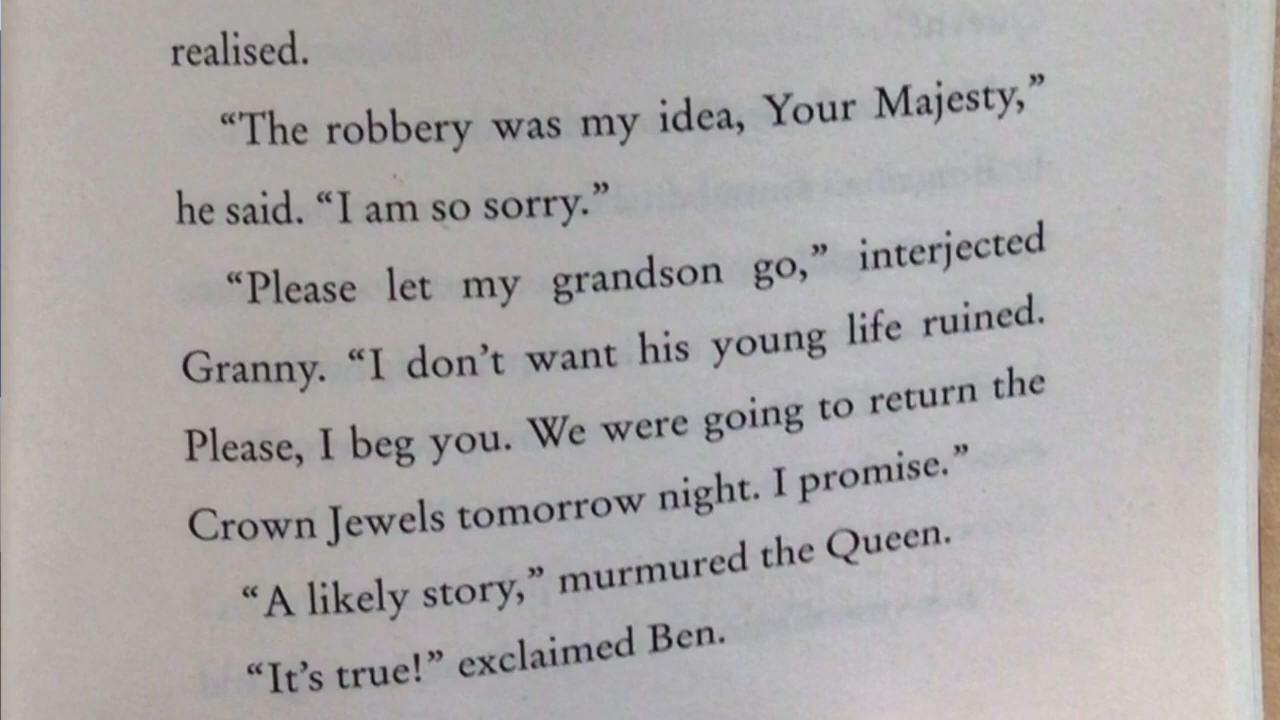 realised.
“The robbery was my idea, Your Majesty,”
he said. “I am so sorry.”
“Please let my grandson go,” interjected
Granny. “I don’t want his young life ruined.
Please, I beg you. We were going to return the
Crown Jewels tomorrow night. I promise.”
“A likely story,” murmured the Queen.
“It’s true!” exclaimed Ben.